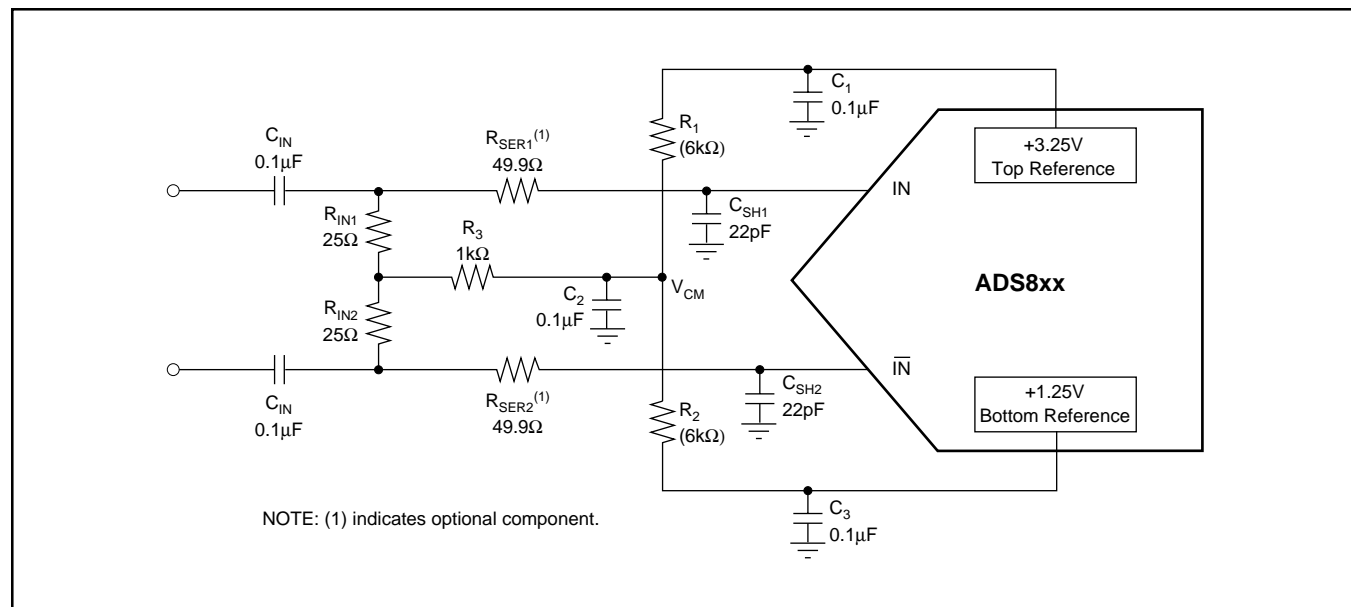 C1
0.1µF
R1
(6kΩ)
+3.25V
Top Reference
CIN
0.1µF
RSER1(1)
49.9Ω
IN
CSH1
22pF
RIN1
25Ω
R3
1kΩ
VCM
C2
0.1µF
ADS8xx
RIN2
25Ω
IN
CIN
0.1µF
RSER2(1)
49.9Ω
CSH2
22pF
R2
(6kΩ)
+1.25V
Bottom Reference
C3
0.1µF
NOTE: (1) indicates optional component.